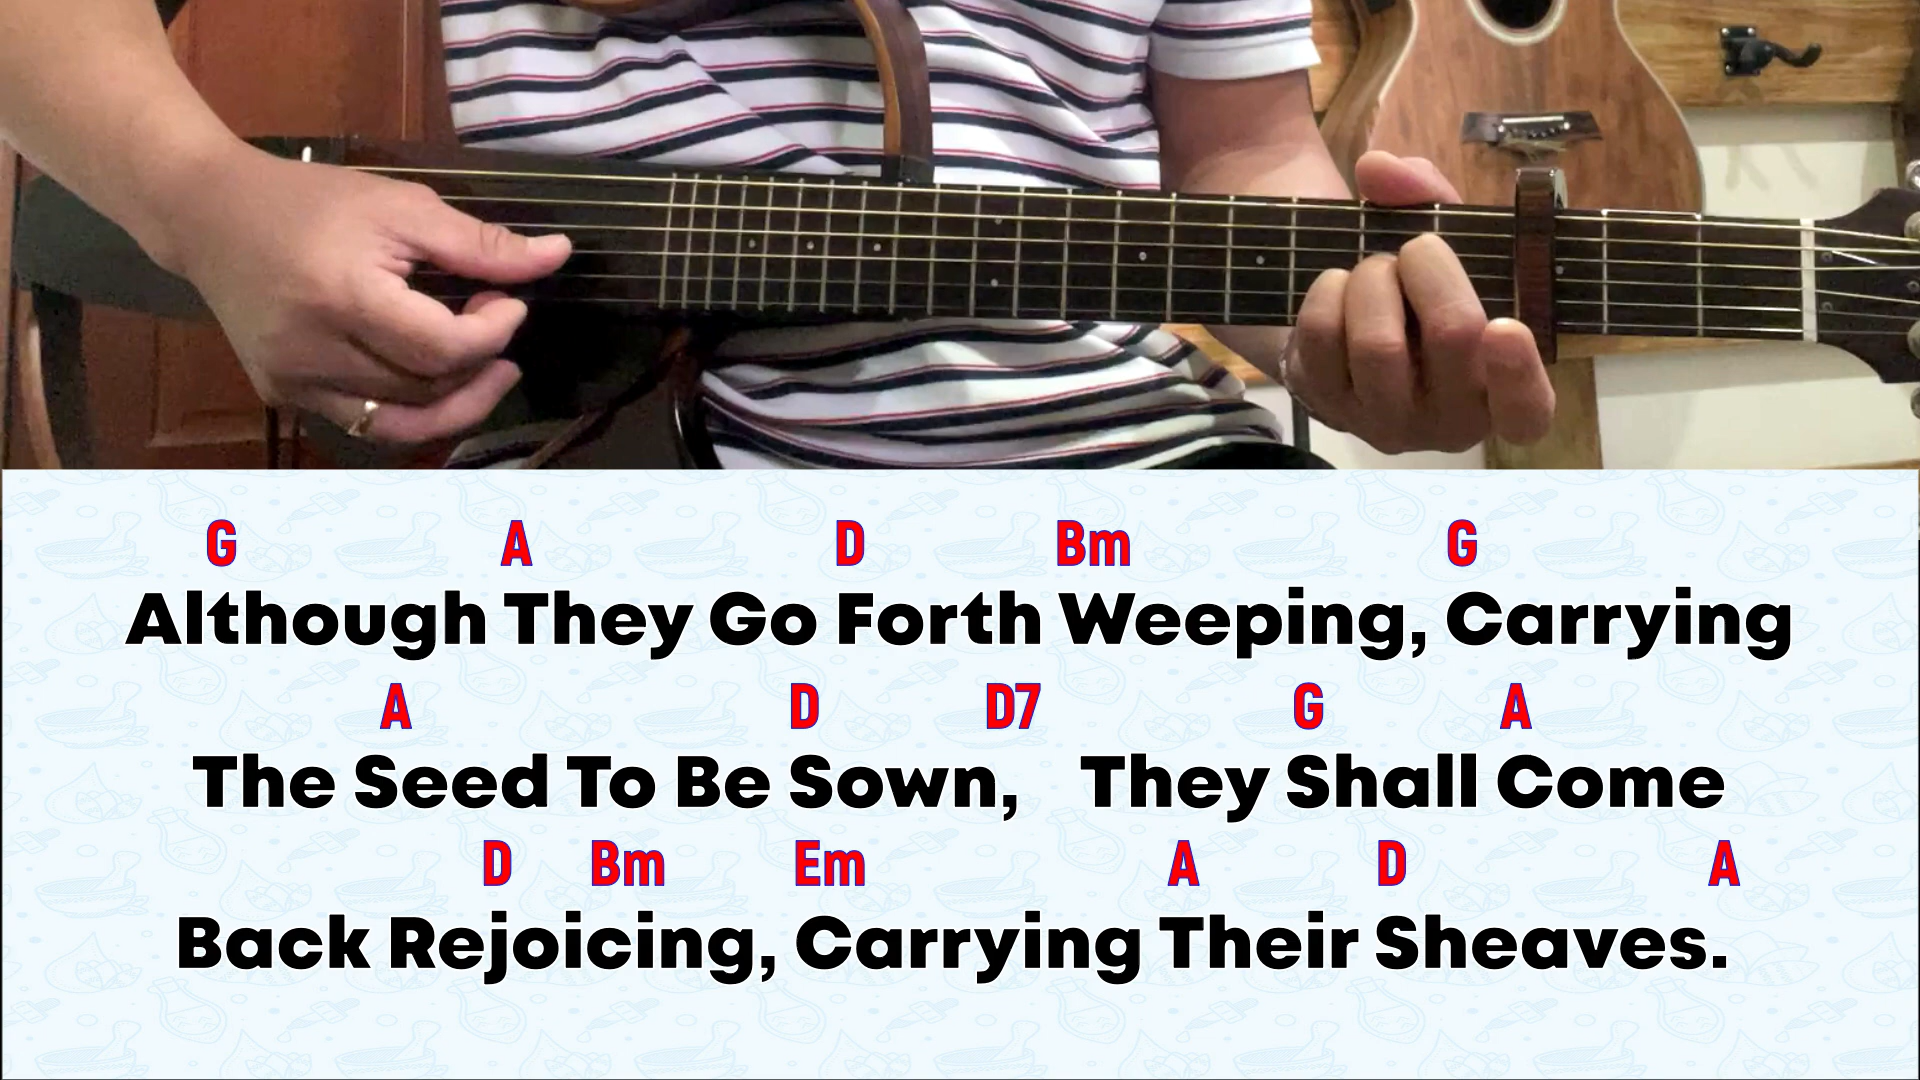 G A D Bm G
Although They Go Forth Weeping, Carrying
A D D7 G A
The Seed To Be Sown, They Shall Come
D Bm Em A D A
Back Rejoicing, Carrying Their Sheaves.